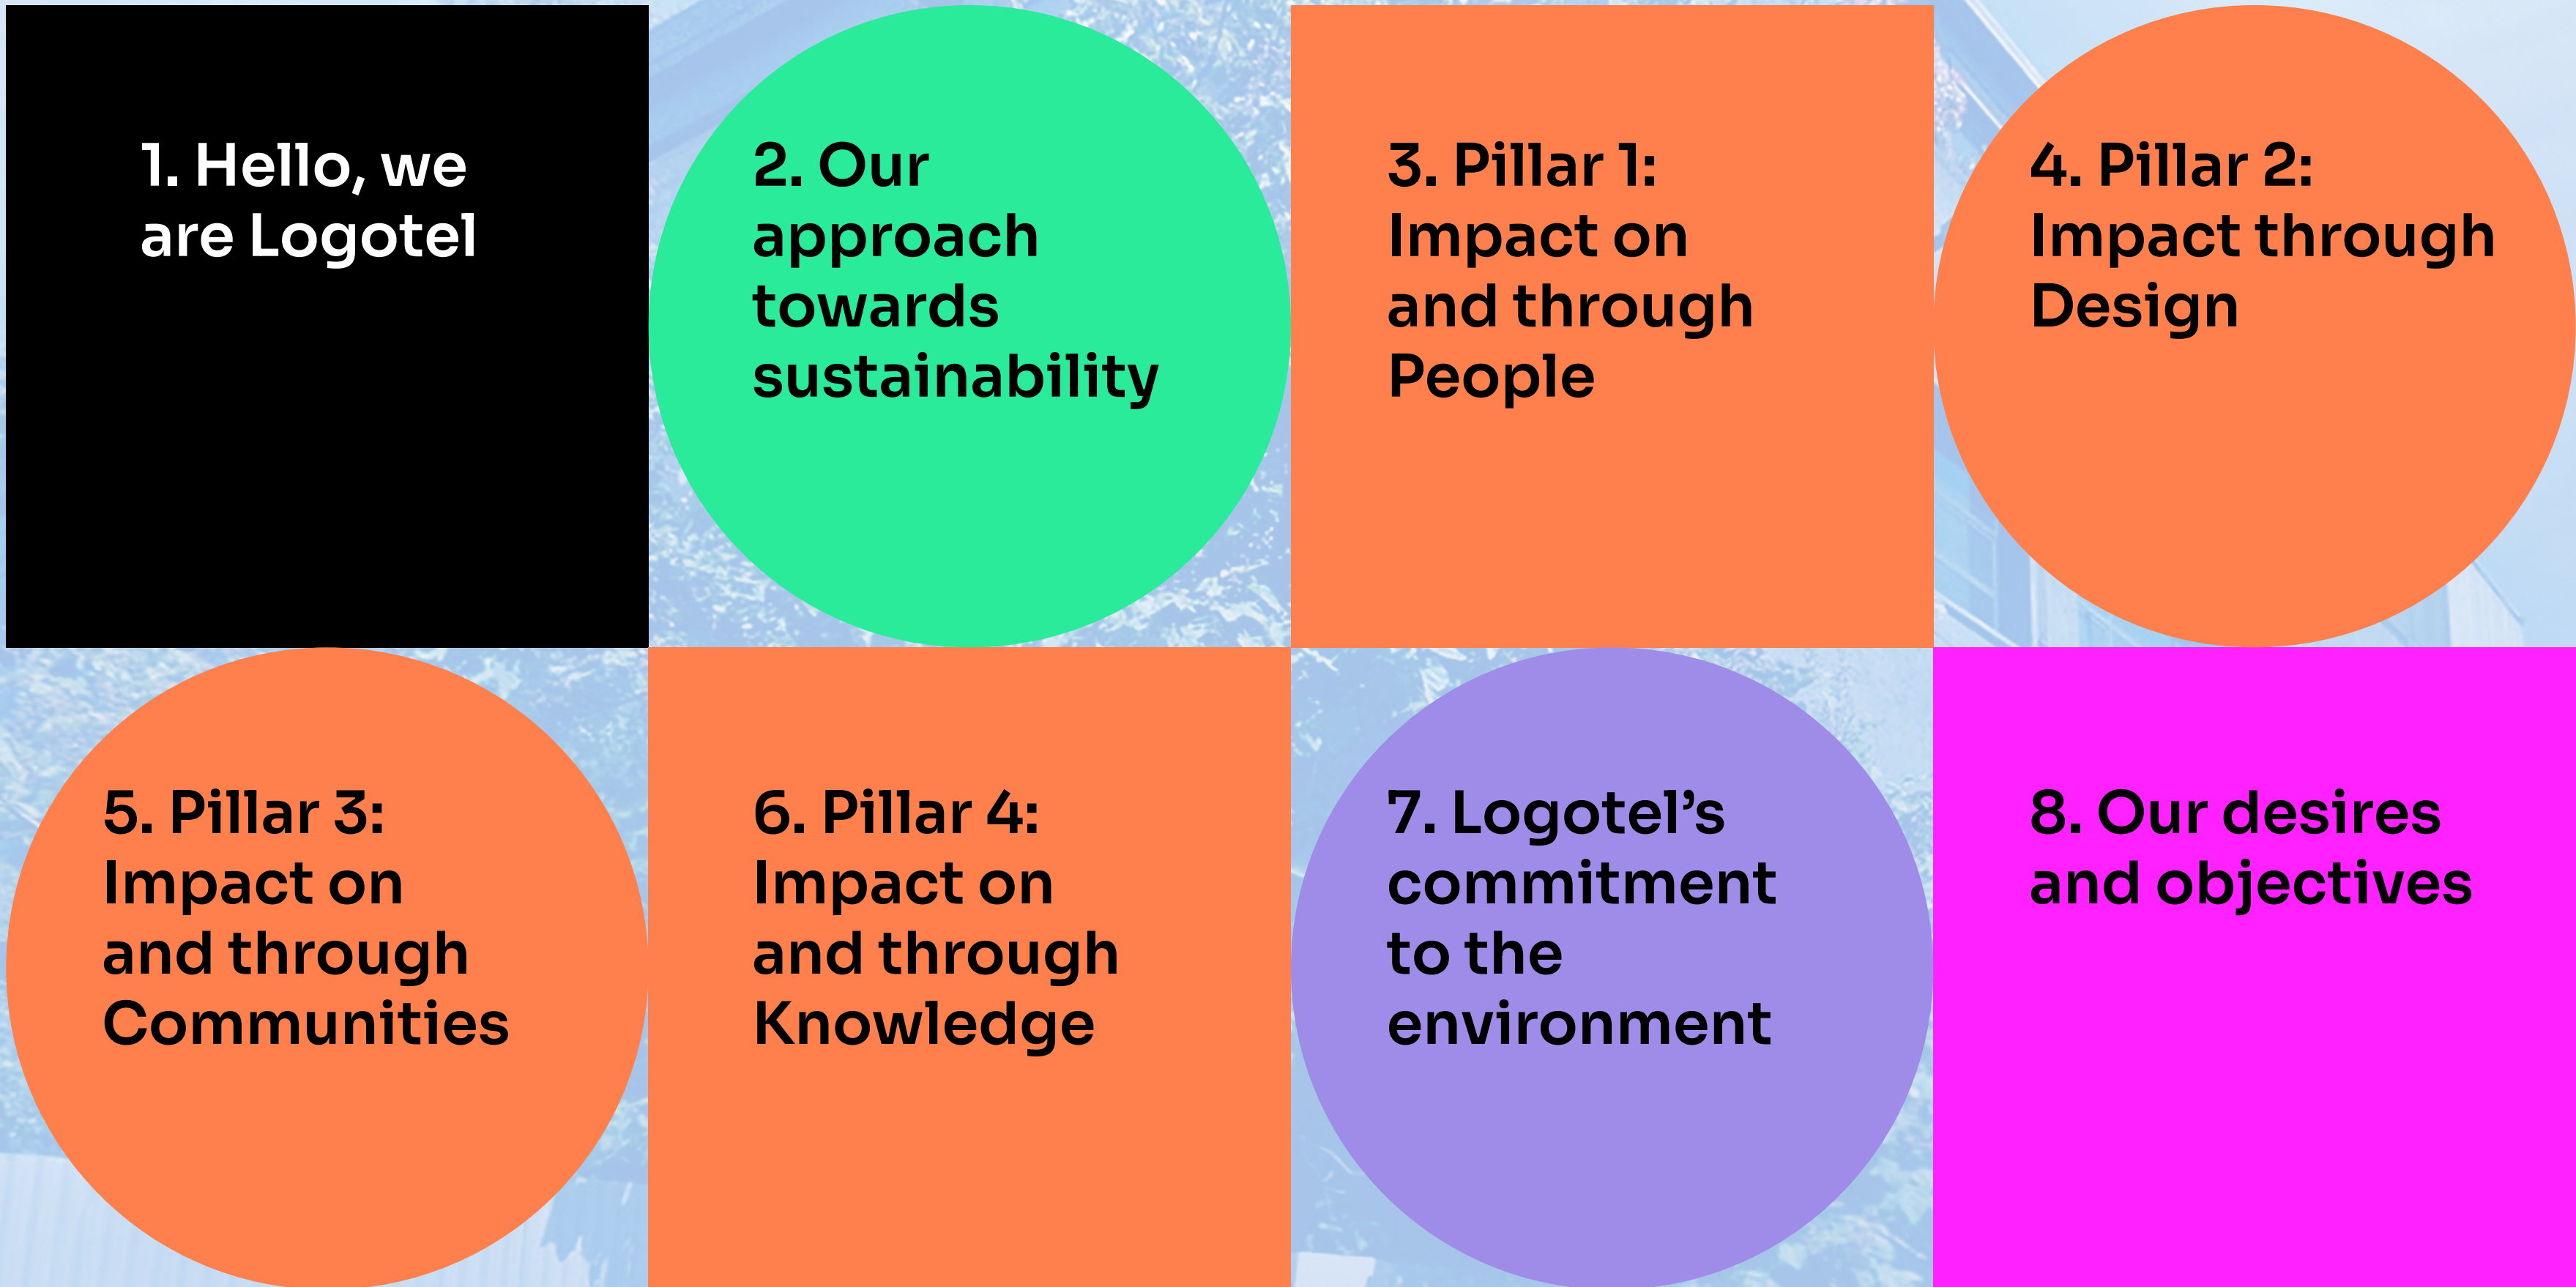 1. Hello, we
are Logotel
2. Our
approach
towards
sustainability
3. Pillar 1:
Impact on
and through
People
4. Pillar 2:
Impact through
Design
5. Pillar 3:
Impact on
and through
Communities
6. Pillar 4:
Impact on
and through
Knowledge
7. Logotel’s
commitment
to the
environment
8. Our desires
and objectives